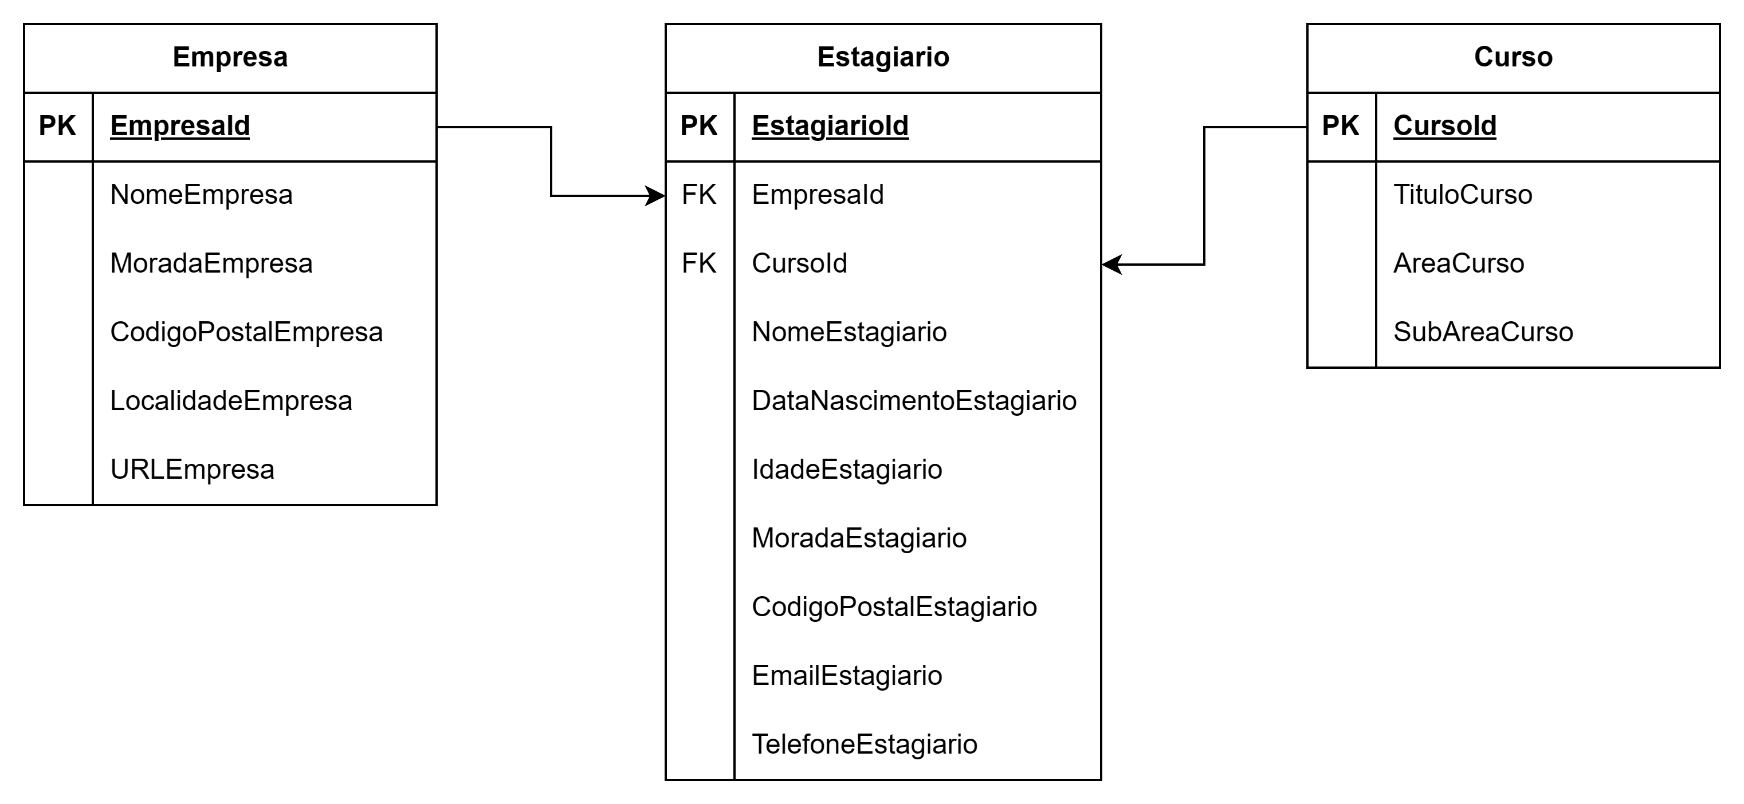 Empresa
PK EmpresaId
NomeEmpresa
MoradaEmpresa
CodigoPostalEmpresa
LocalidadeEmpresa
URLEmpresa
Estagiario
PK EstagiarioId
FK EmpresaId
FK CursoId
NomeEstagiario
DataNascimentoEstagiario
IdadeEstagiario
MoradaEstagiario
CodigoPostalEstagiario
EmailEstagiario
TelefoneEstagiario
Curso
PK CursoId
TituloCurso
AreaCurso
SubAreaCurso